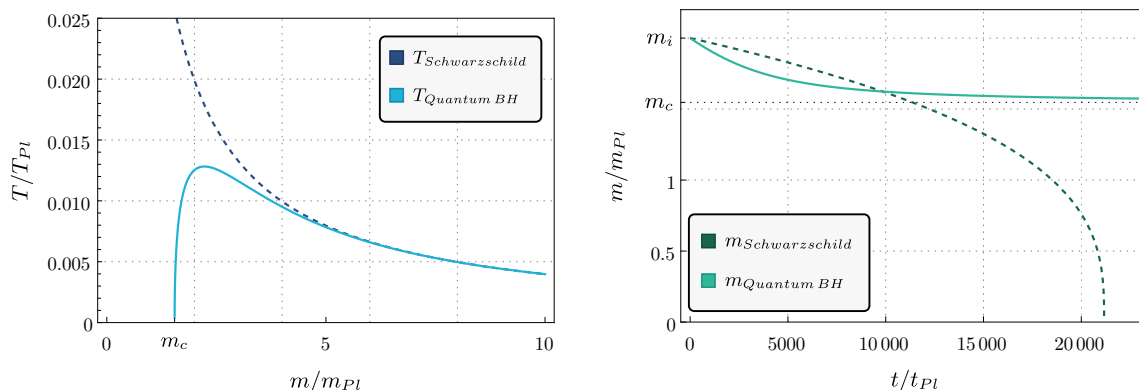 0.025
0.020
0.015
0.010
0.005
0
T/T_{Pl}
T_{Schwarzschild}
T_{Quantum BH}
0
m_c
5
10
m/m_{Pl}
m_i
m_c
1
0.5
0
m/m_{Pl}
m_{Schwarzschild}
m_{Quantum BH}
0
5000
10 000
15 000
20 000
t/t_{Pl}